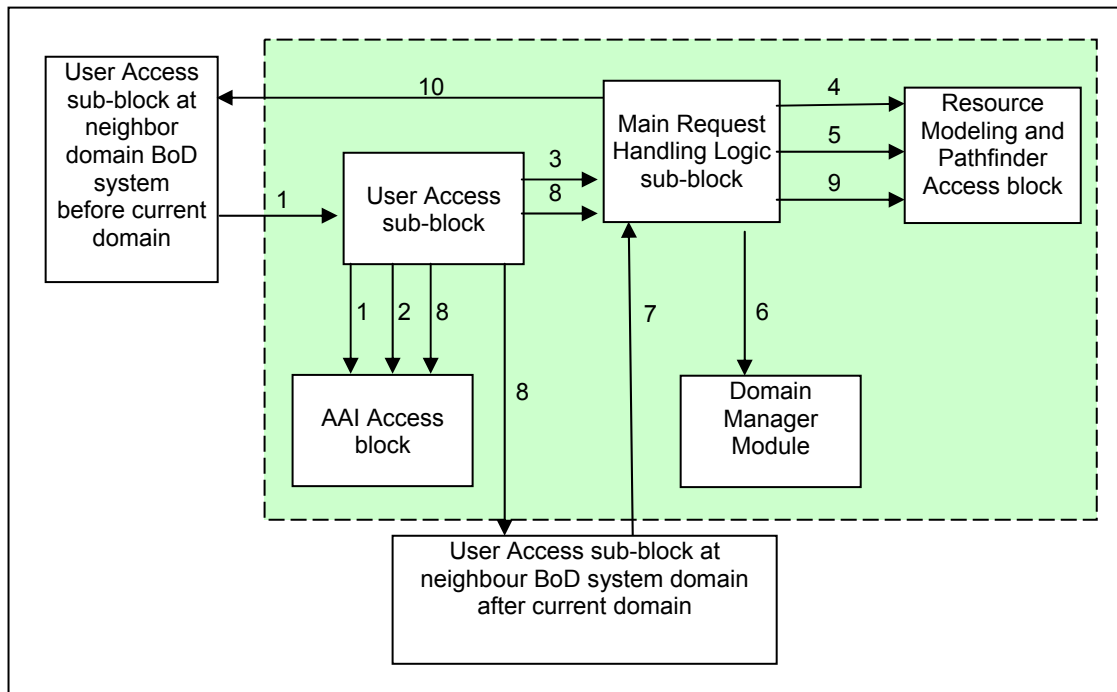 User Access
sub-block at
neighbor
domain BoD
system
before current
domain
10
1
User Access
sub-block
3
8
Main Request
Handling Logic
sub-block
4
5
9
Resource
Modeling and
Pathfinder
Access block
1
2
8
8
7
6
AAI Access
block
Domain
Manager
Module
User Access sub-block at
neighbour BoD system domain
after current domain